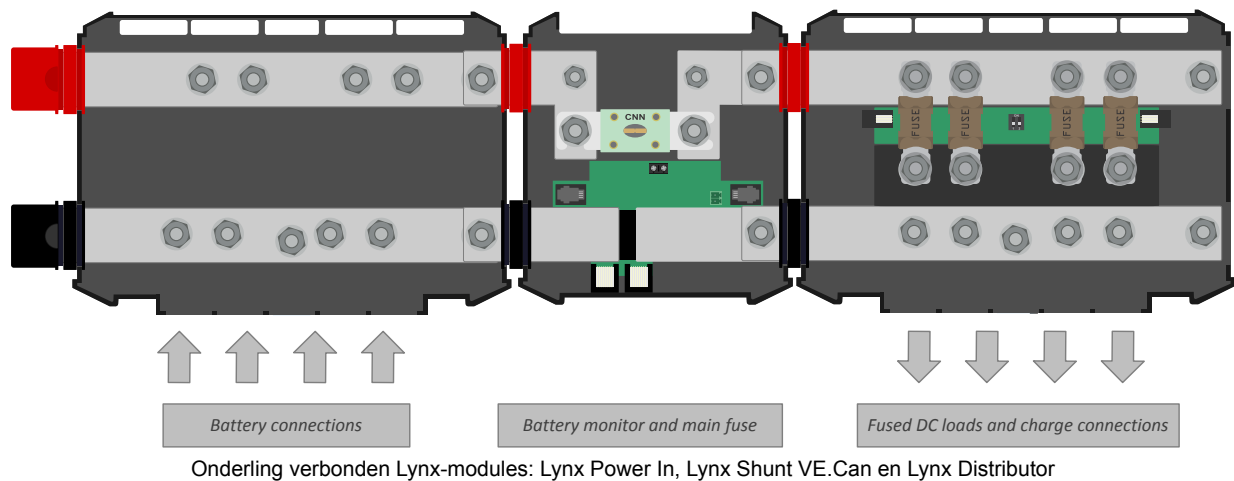 CNN
FUSE FUSE FUSE FUSE
Battery connections
Battery monitor and main fuse
Fused DC loads and charge connections
Onderling verbonden Lynx-modules: Lynx Power In, Lynx Shunt VE.Can en Lynx Distributor